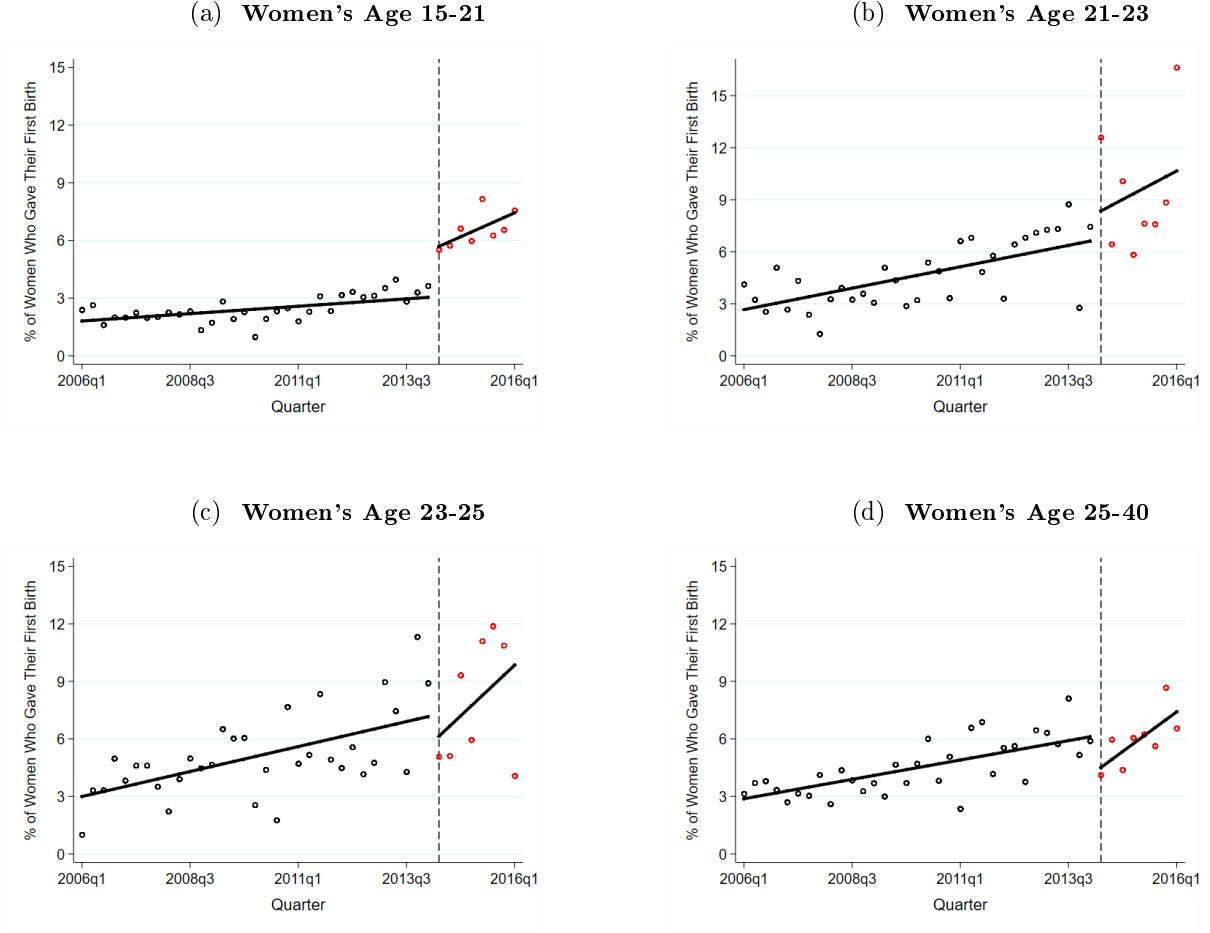 (a) Women's Age 15-21
% of Women Who Gave Their First Birth
15
12
9
6
3
0
2006q1 2008q3 2011q1 2013q3 2016q1
Quarter
(b) Women's Age 21-23
% of Women Who Gave Their First Birth
15
12
9
6
3
0
2006q1 2008q3 2011q1 2013q3 2016q1
Quarter
(c) Women's Age 23-25
% of Women Who Gave Their First Birth
15
12
9
6
3
0
2006q1 2008q3 2011q1 2013q3 2016q1
Quarter
(d) Women's Age 25-40
% of Women Who Gave Their First Birth
15
12
9
6
3
0
2006q1 2008q3 2011q1 2013q3 2016q1
Quarter